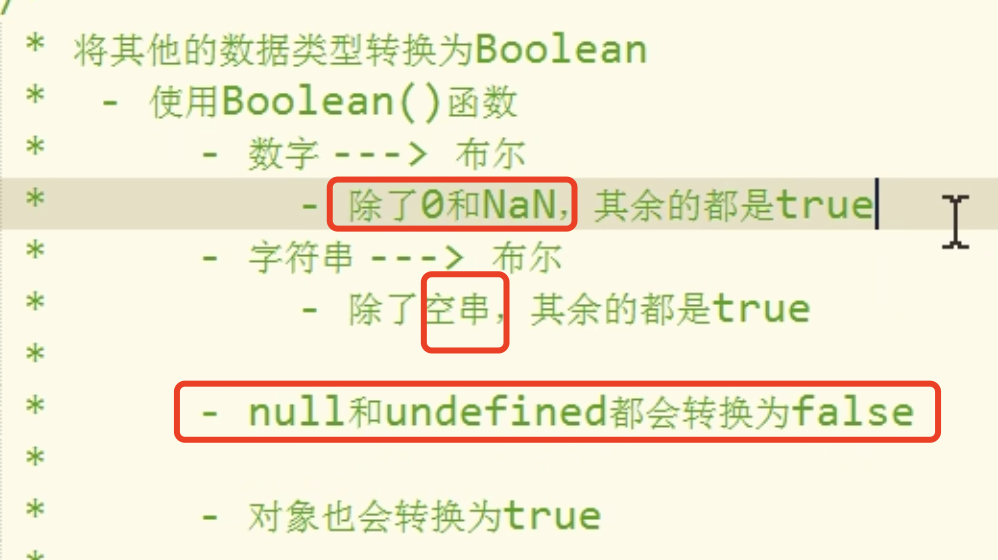 /
* 将其他的数据类型转换为Boolean
* - 使用Boolean()函数
* - 数字 ---> 布尔
* - 除了0和NaN，其余的都是true
* - 字符串 ---> 布尔
* - 除了空串，其余的都是true
*
* - null和undefined都会转换为false
*
* - 对象也会转换为true
*